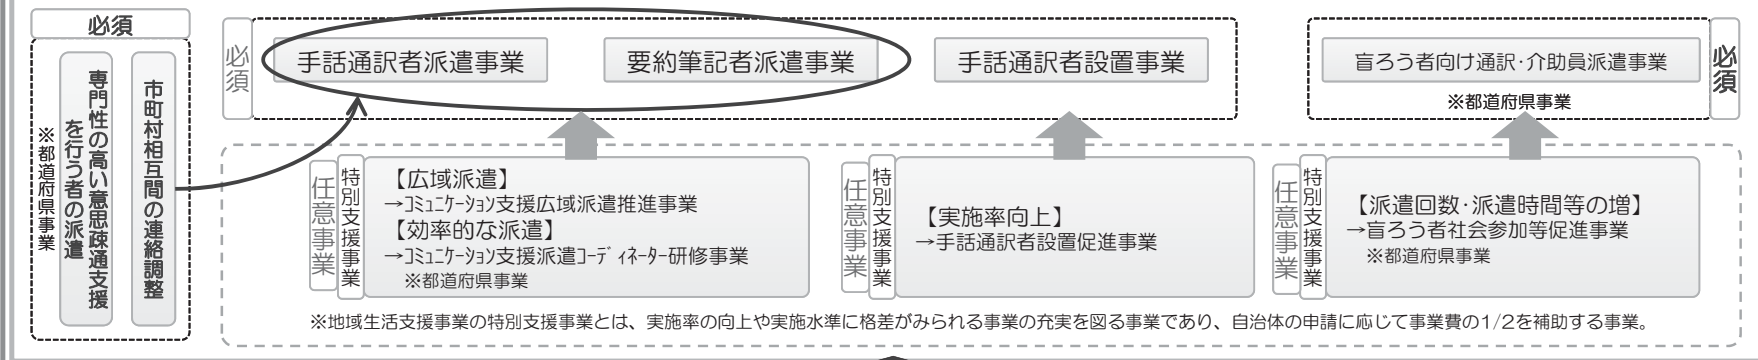 必須
専門性の高い意思疎通支援
を行う者の派遣
※都道府県事業
市町村相互間の連絡調整
必須
手話通訳者派遣事業
要約筆記者派遣事業
手話通訳者設置事業
盲ろう者向け通訳・介助員派遣事業
※都道府県事業
必須
任意事業
特別支援事業
【広域派遣】
→コミュニケーション支援広域派遣推進事業
【効率的な派遣】
→コミュニケーション支援派遣コーディネーター研修事業
※都道府県事業
任意事業
特別支援事業
【実施率向上】
→手話通訳者設置促進事業
任意事業
特別支援事業
【派遣回数・派遣時間等の増】
→盲ろう者社会参加等促進事業
※都道府県事業
※地域生活支援事業の特別支援事業とは、実施率の向上や実施水準に格差がみられる事業の充実を図る事業であり、自治体の申請に応じて事業費の1/2を補助する事業。